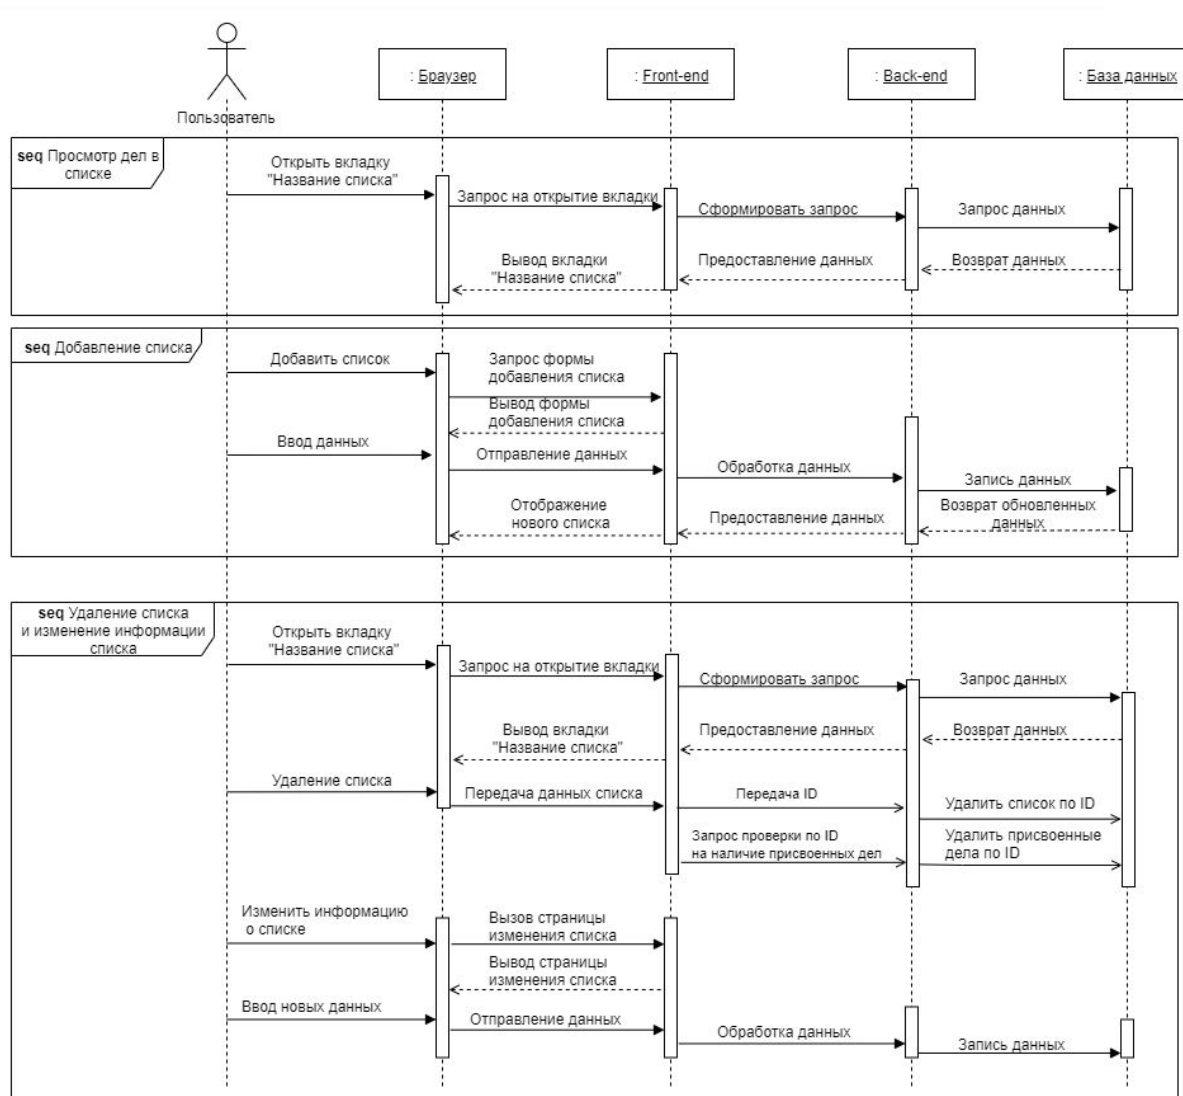 : Браузер
: Front-end
: Back-end
: База данных
Пользователь
seq Просмотр дел в
списке
Открыть вкладку
"Название списка"
Запрос на открытие вкладки
Сформировать запрос
Запрос данных
Вывод вкладки
"Название списка"
Предоставление данных
Возврат данных
seq Добавление списка
Добавить список
Запрос формы
добавления списка
Вывод формы
добавления списка
Ввод данных
Отправление данных
Обработка данных
Запись данных
Отображение
нового списка
Предоставление данных
Возврат обновленных
данных
seq Удаление списка
и изменение информации
списка
Открыть вкладку
"Название списка"
Запрос на открытие вкладки
Сформировать запрос
Запрос данных
Вывод вкладки
"Название списка"
Предоставление данных
Возврат данных
Удаление списка
Передача данных списка
Передача ID
Удалить список по ID
Запрос проверки по ID
на наличие присвоенных дел
Удалить присвоенные
дела по ID
Изменить информацию
о списке
Вызов страницы
изменения списка
Вывод страницы
изменения списка
Ввод новых данных
Отправление данных
Обработка данных
Запись данных